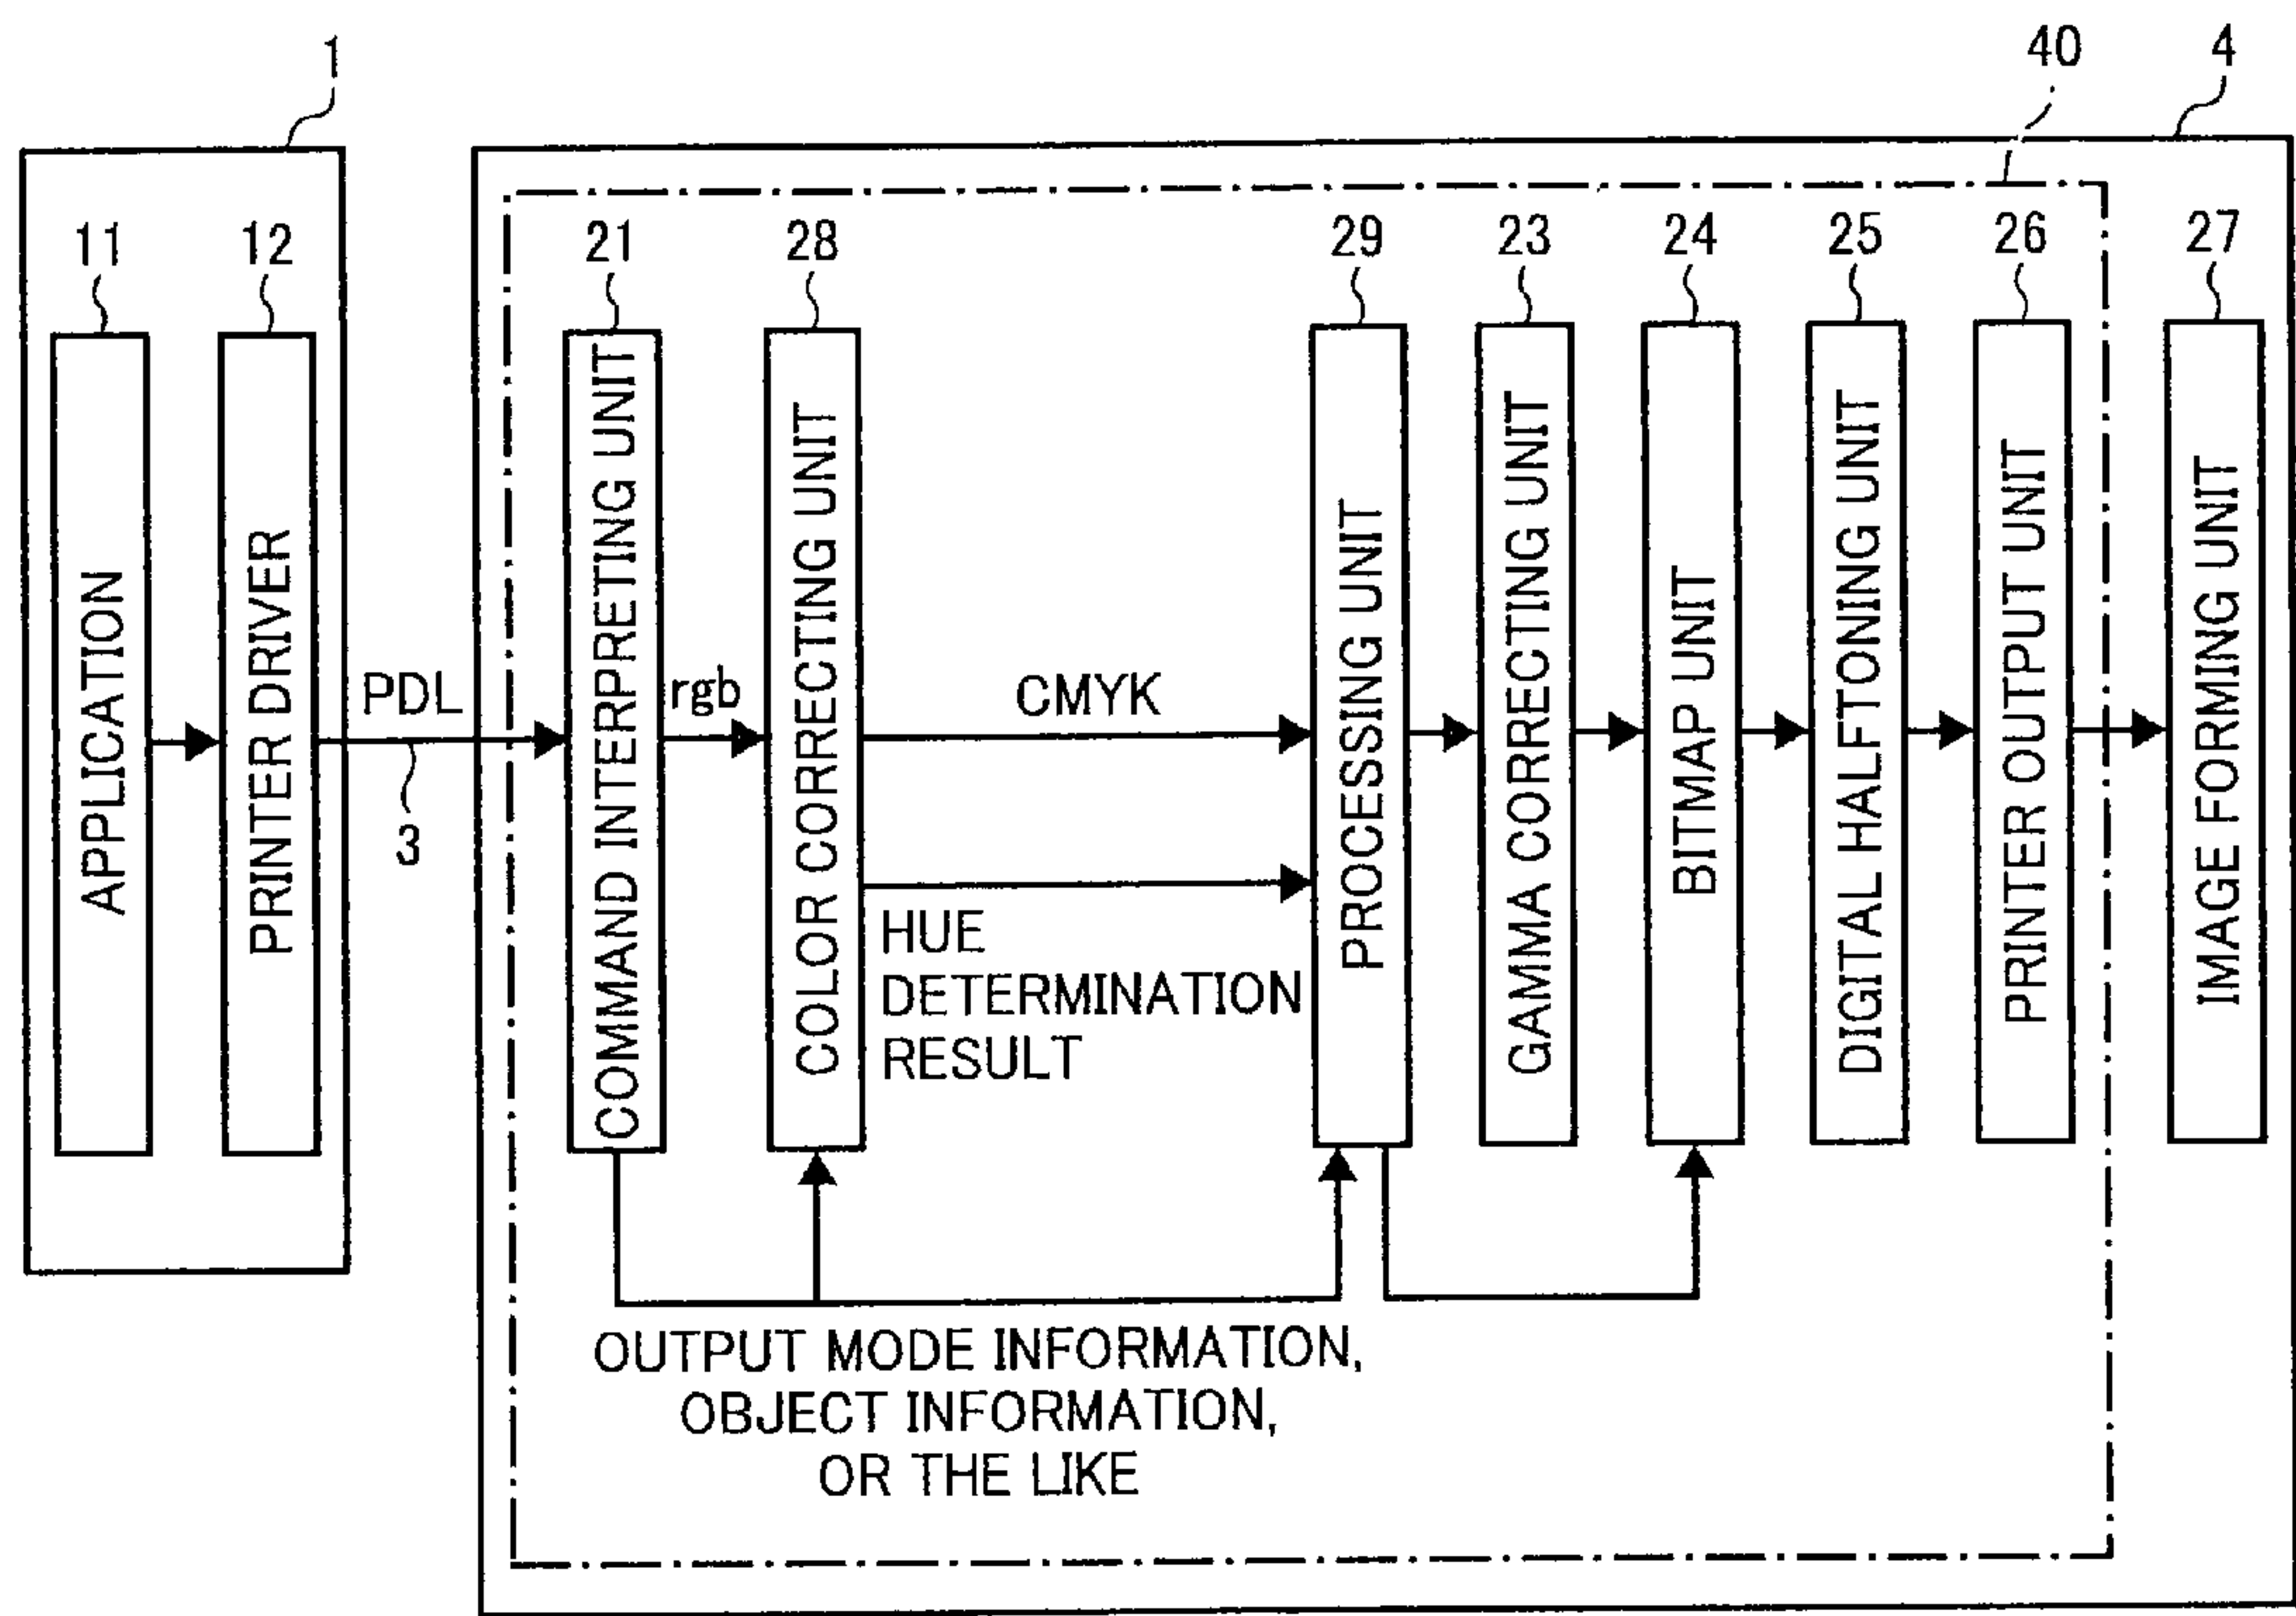 1
40
4
11
12
21
28
29
23
24
25
26
27
APPLICATION
PRINTER DRIVER
PDL
3
COMMAND INTERPRETING UNIT
rgb
COLOR CORRECTING UNIT
CMYK
HUE
DETERMINATION
RESULT
PROCESSING UNIT
GAMMA CORRECTING UNIT
BITMAP UNIT
DIGITAL HALFTONING UNIT
PRINTER OUTPUT UNIT
IMAGE FORMING UNIT
OUTPUT MODE INFORMATION,
OBJECT INFORMATION,
OR THE LIKE